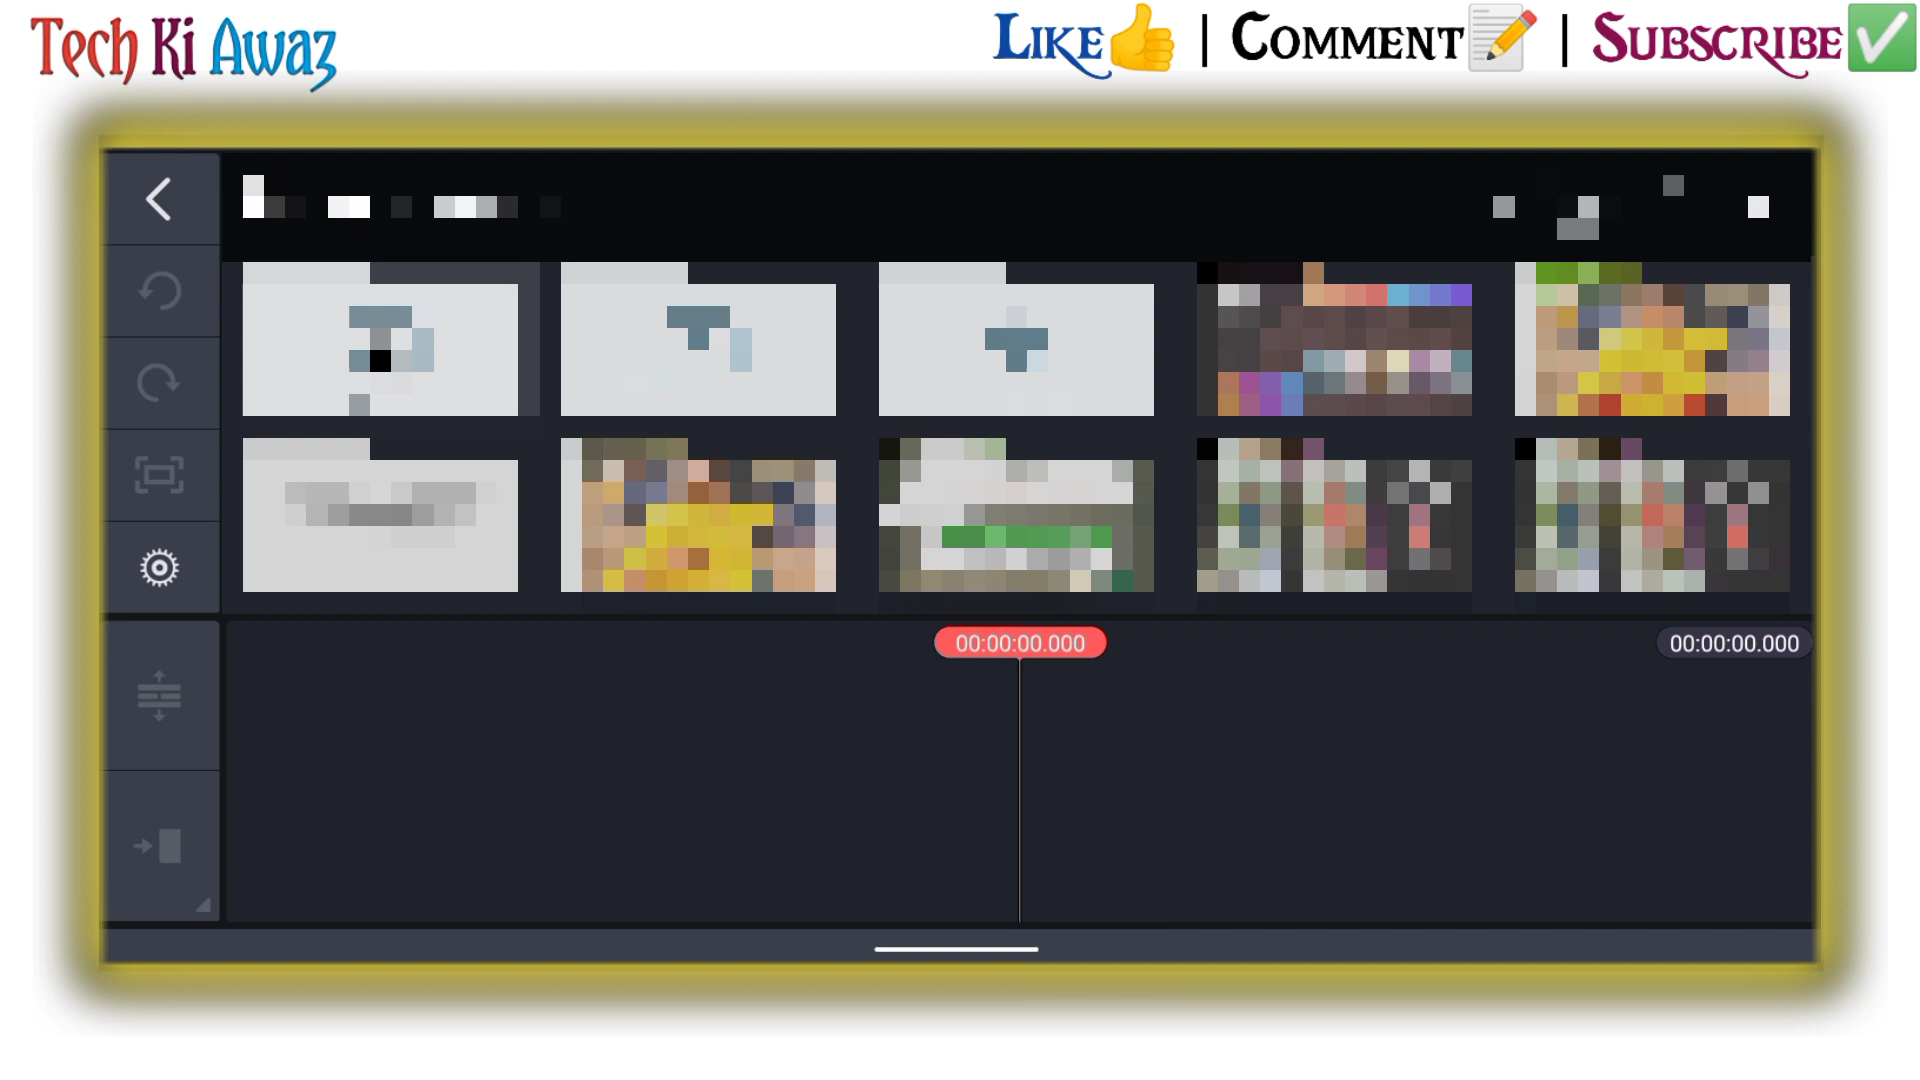 Tech Ki Awaz
Like👍 | Comment📝 | Subscribe✅
00:00:00.000
00:00:00.000